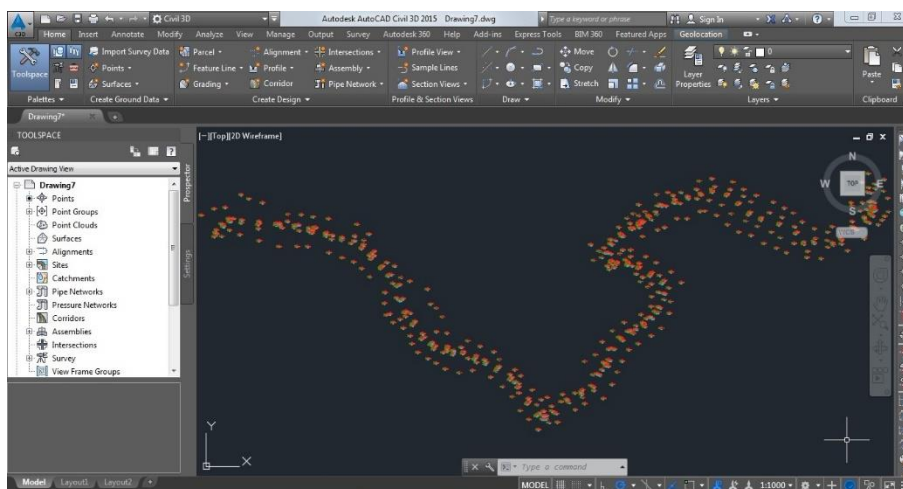 Civil 3D
Autodesk AutoCAD Civil 3D 2015 Drawing7.dwg
Type a keyword or phrase
Sign In
C3D
Home Insert Annotate Modify Analyze View Manage Output Survey Autodesk 360 Help Add-ins Express Tools BIM 360 Featured Apps Geolocation
Toolspace
Import Survey Data
Points
Surfaces
Parcel
Feature Line
Grading
Alignment
Profile
Corridor
Intersections
Assembly
Pipe Network
Profile View
Sample Lines
Section Views
Move
Copy
Stretch
Layer
Properties
0
Paste
Palettes
Create Ground Data
Create Design
Profile & Section Views
Draw
Modify
Layers
Clipboard
Drawing7*
TOOLSPACE
Active Drawing View
Drawing7
Points
Point Groups
Point Clouds
Surfaces
Alignments
Sites
Catchments
Pipe Networks
Pressure Networks
Corridors
Assemblies
Intersections
Survey
View Frame Groups
Prospector
Settings
[-][Top][2D Wireframe]
N
W
TOP
E
S
Y
X
Type a command
Model Layout1 Layout2 +
MODEL
1:1000